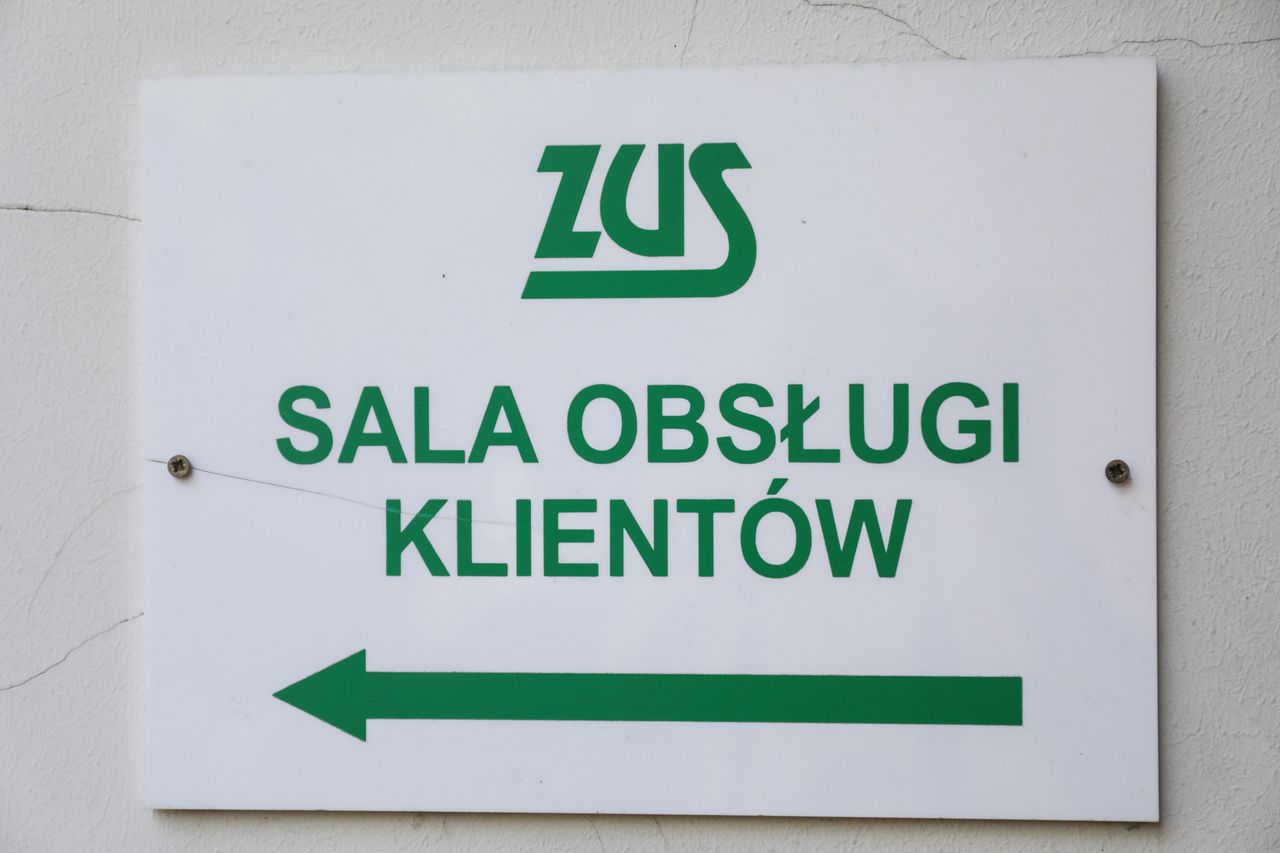 ZUS
SALA OBSŁUGI
KLIENTÓW